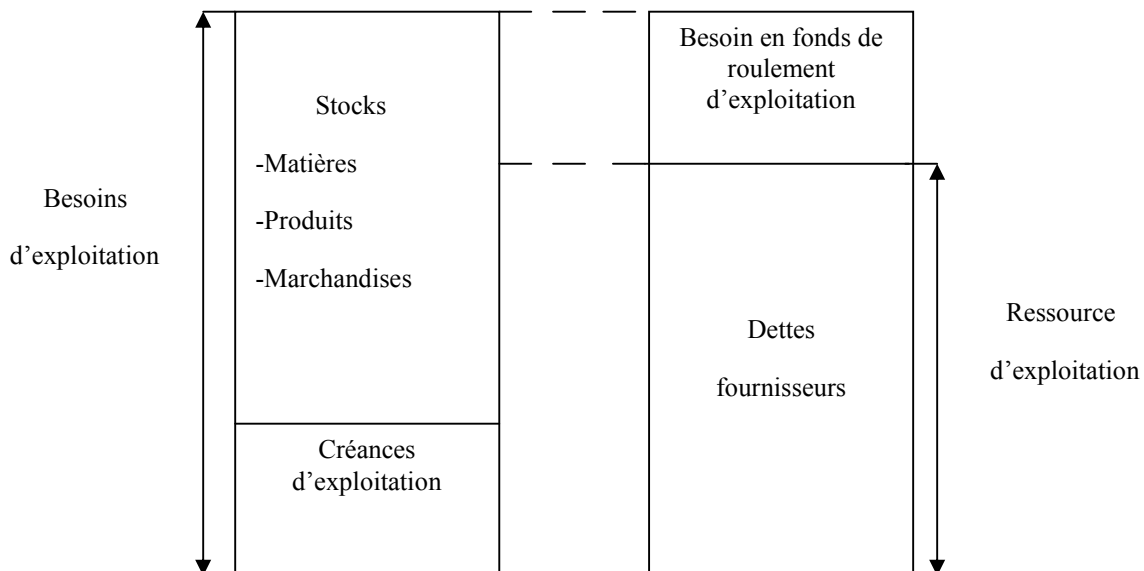 Besoins
d’exploitation
Stocks
-Matières
-Produits
-Marchandises
Créances
d’exploitation
Besoin en fonds de
roulement
d’exploitation
Dettes
fournisseurs
Ressource
d’exploitation